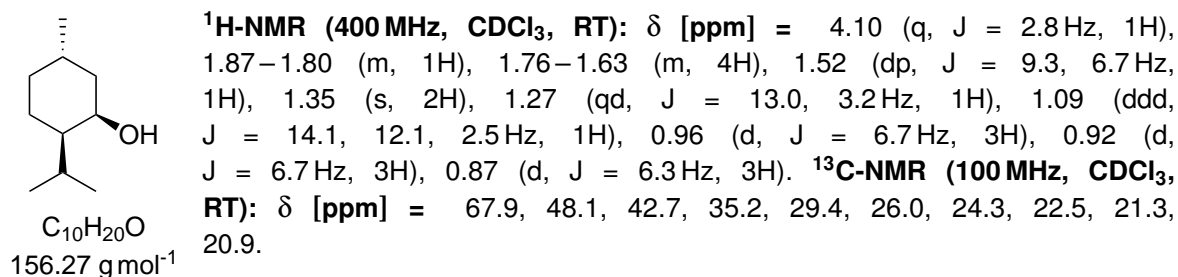 ¹H-NMR (400 MHz, CDCl₃, RT): δ [ppm] = 4.10 (q, J = 2.8 Hz, 1H),
1.87–1.80 (m, 1H), 1.76–1.63 (m, 4H), 1.52 (dp, J = 9.3, 6.7 Hz,
1H), 1.35 (s, 2H), 1.27 (qd, J = 13.0, 3.2 Hz, 1H), 1.09 (ddd,
J = 14.1, 12.1, 2.5 Hz, 1H), 0.96 (d, J = 6.7 Hz, 3H), 0.92 (d,
J = 6.7 Hz, 3H), 0.87 (d, J = 6.3 Hz, 3H). ¹³C-NMR (100 MHz, CDCl₃,
RT): δ [ppm] = 67.9, 48.1, 42.7, 35.2, 29.4, 26.0, 24.3, 22.5, 21.3,
20.9.
OH
C₁₀H₂₀O
156.27 g mol⁻¹